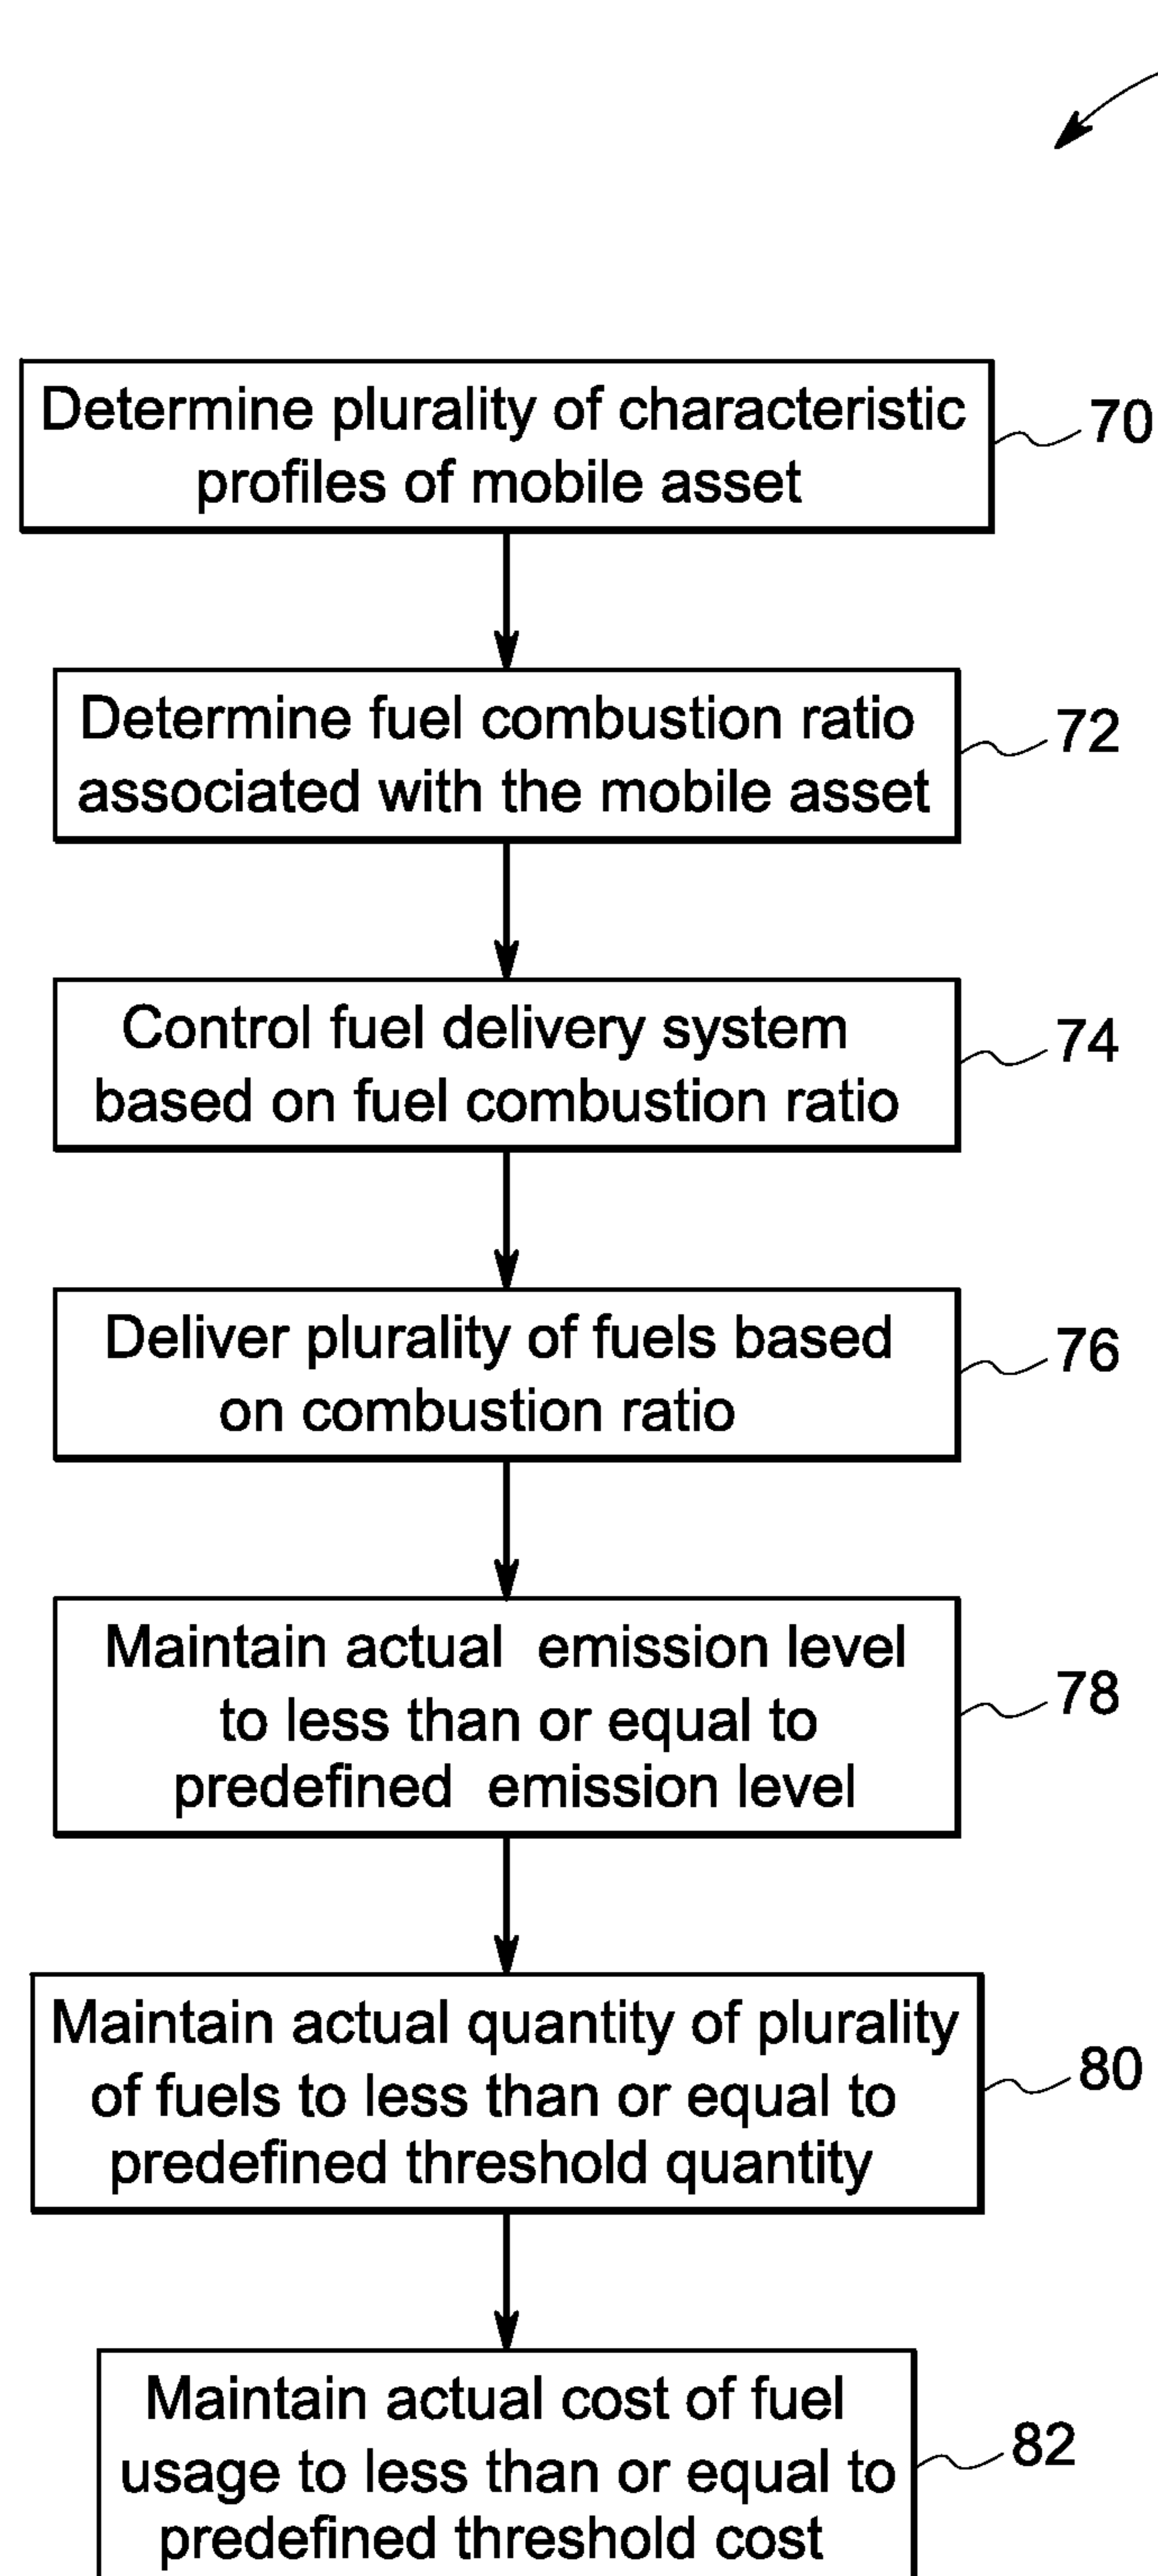 Determine plurality of characteristic
profiles of mobile asset
70
Determine fuel combustion ratio
associated with the mobile asset
72
Control fuel delivery system
based on fuel combustion ratio
74
Deliver plurality of fuels based
on combustion ratio
76
Maintain actual emission level
to less than or equal to
predefined emission level
78
Maintain actual quantity of plurality
of fuels to less than or equal to
predefined threshold quantity
80
Maintain actual cost of fuel
usage to less than or equal to
predefined threshold cost
82